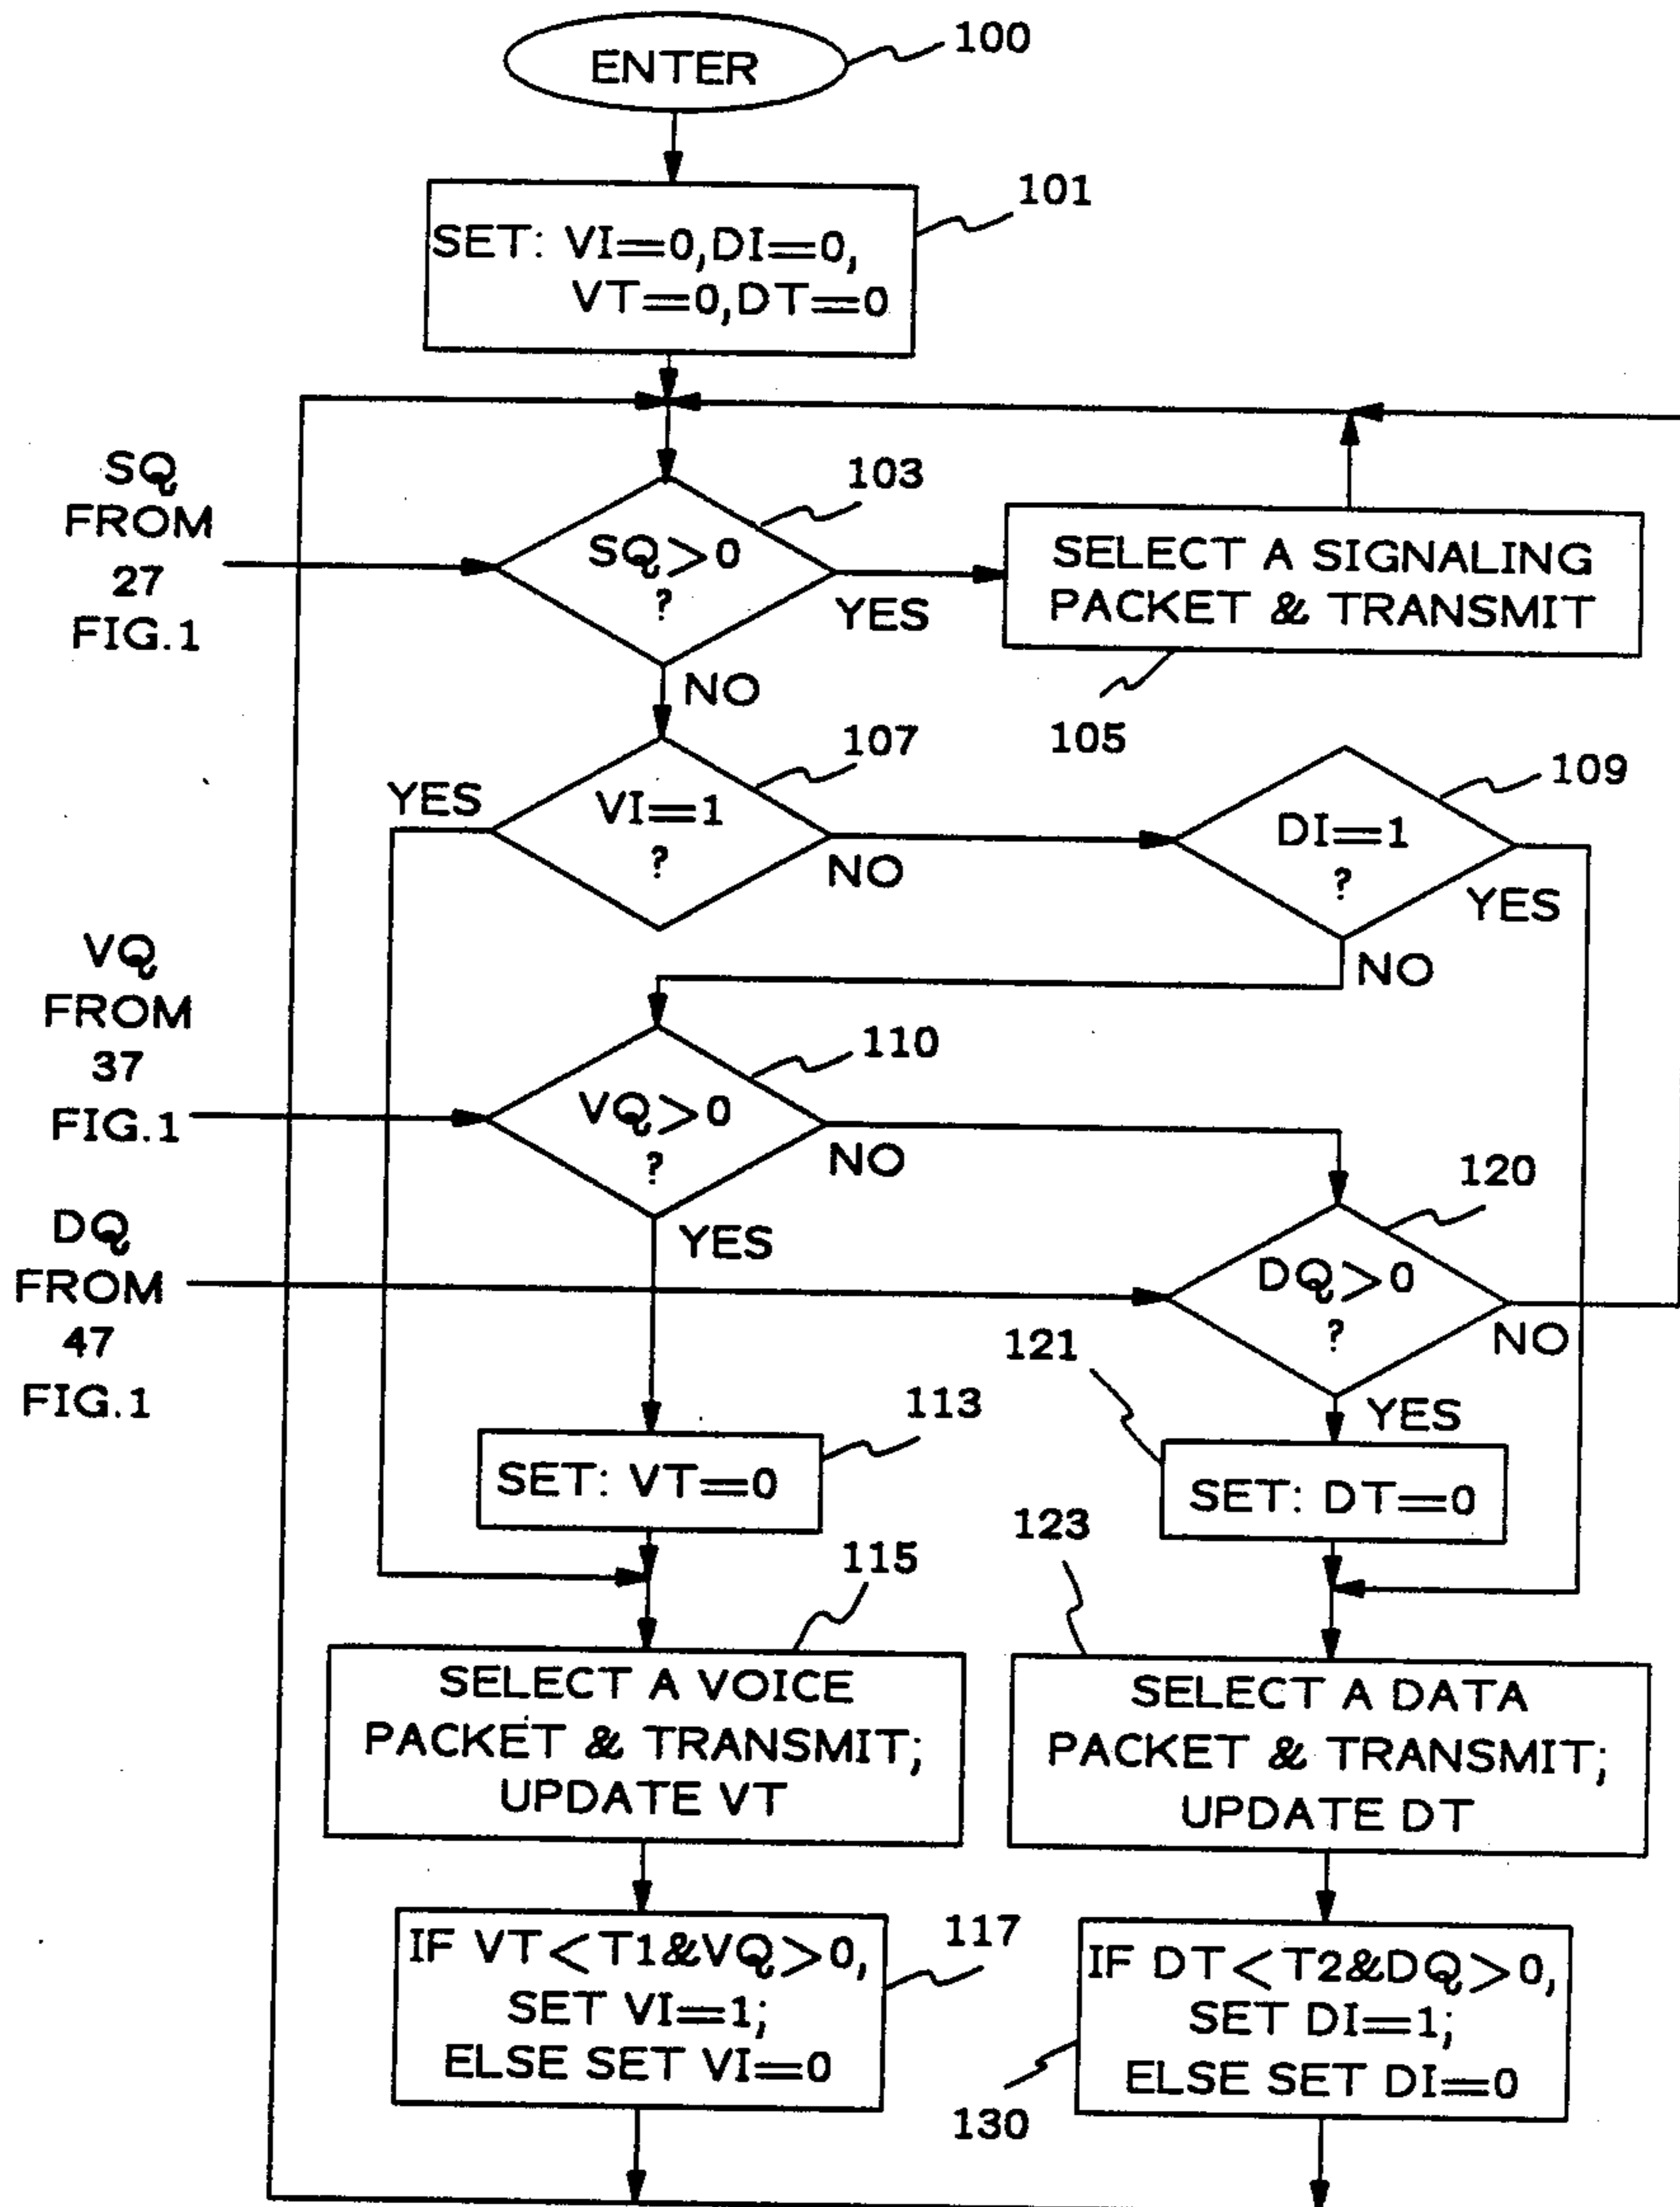 ENTER
100
101
SET: VI=0,DI=0,
VT=0,DT=0
SQ
FROM
27
FIG.1
103
SQ>0
?
YES
NO
SELECT A SIGNALING
PACKET & TRANSMIT
105
107
YES
VI=1
?
NO
109
DI=1
?
YES
NO
VQ
FROM
37
FIG.1
110
VQ>0
?
NO
YES
DQ
FROM
47
FIG.1
120
DQ>0
?
NO
YES
113
SET: VT=0
121
SET: DT=0
115
SELECT A VOICE
PACKET & TRANSMIT;
UPDATE VT
123
SELECT A DATA
PACKET & TRANSMIT;
UPDATE DT
117
IF VT<T1&VQ>0,
SET VI=1;
ELSE SET VI=0
IF DT<T2&DQ>0,
SET DI=1;
ELSE SET DI=0
130